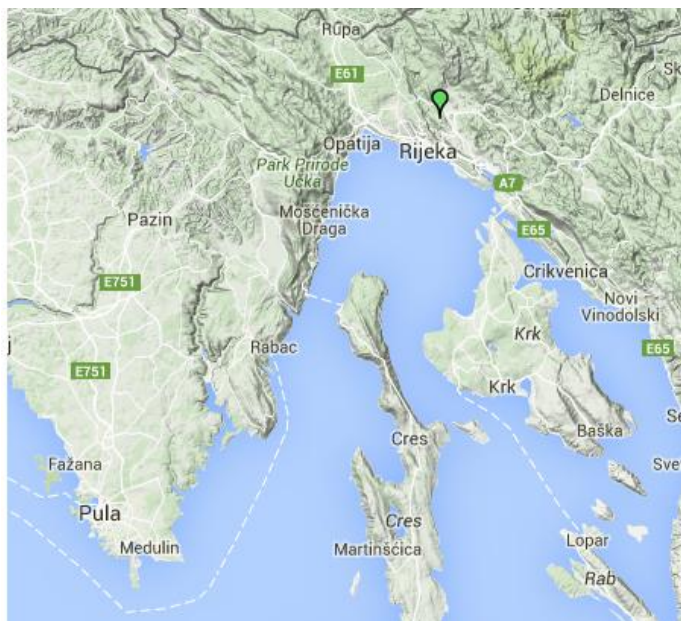 Rupa
E61
Delnice
Opatija
Rijeka
Park Prirode
Učka
A7
Mošćenička
Draga
Pazin
E65
E751
Crikvenica
Novi
Vinodolski
Krk
E65
Rabac
E751
Krk
Baška
Cres
Fažana
Pula
Cres
Medulin
Martinšćica
Lopar
Rab